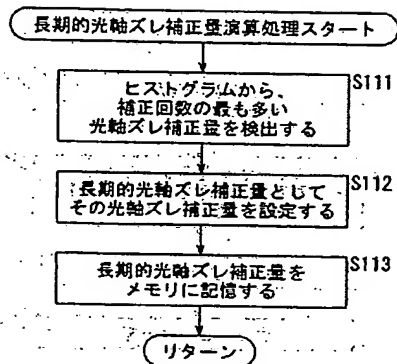 長期的光軸ズレ補正量演算処理スタート
S111
ヒストグラムから、
補正回数の最も多い
光軸ズレ補正量を検出する
S112
長期的光軸ズレ補正量として
その光軸ズレ補正量を設定する
S113
長期的光軸ズレ補正量を
メモリに記憶する
リターン